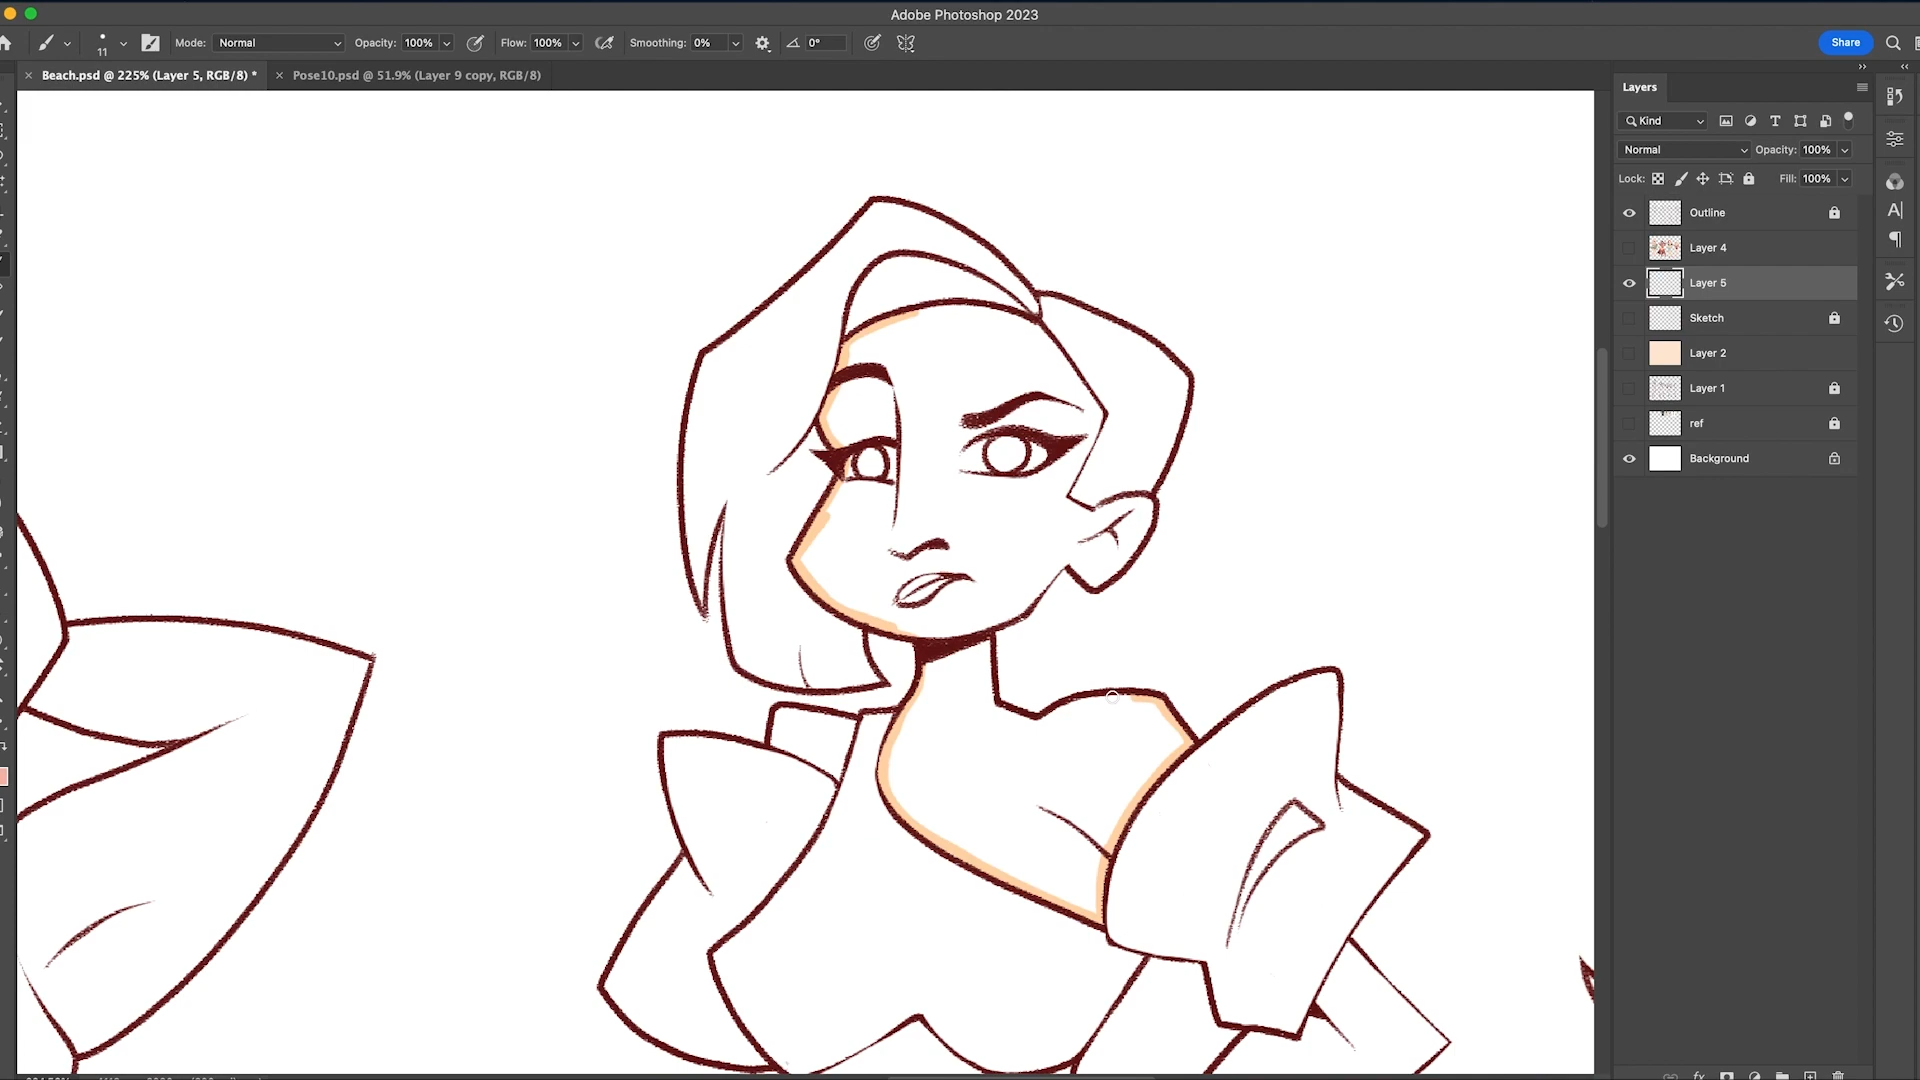 Adobe Photoshop 2023
11
Mode: Normal
Opacity: 100%
Flow: 100%
Smoothing: 0%
0°
Share
× Beach.psd @ 225% (Layer 5, RGB/8) *
× Pose10.psd @ 51.9% (Layer 9 copy, RGB/8)
Layers
Kind
Normal
Opacity: 100%
Lock:
Fill: 100%
Outline
Layer 4
Layer 5
Sketch
Layer 2
Layer 1
ref
Background
fx